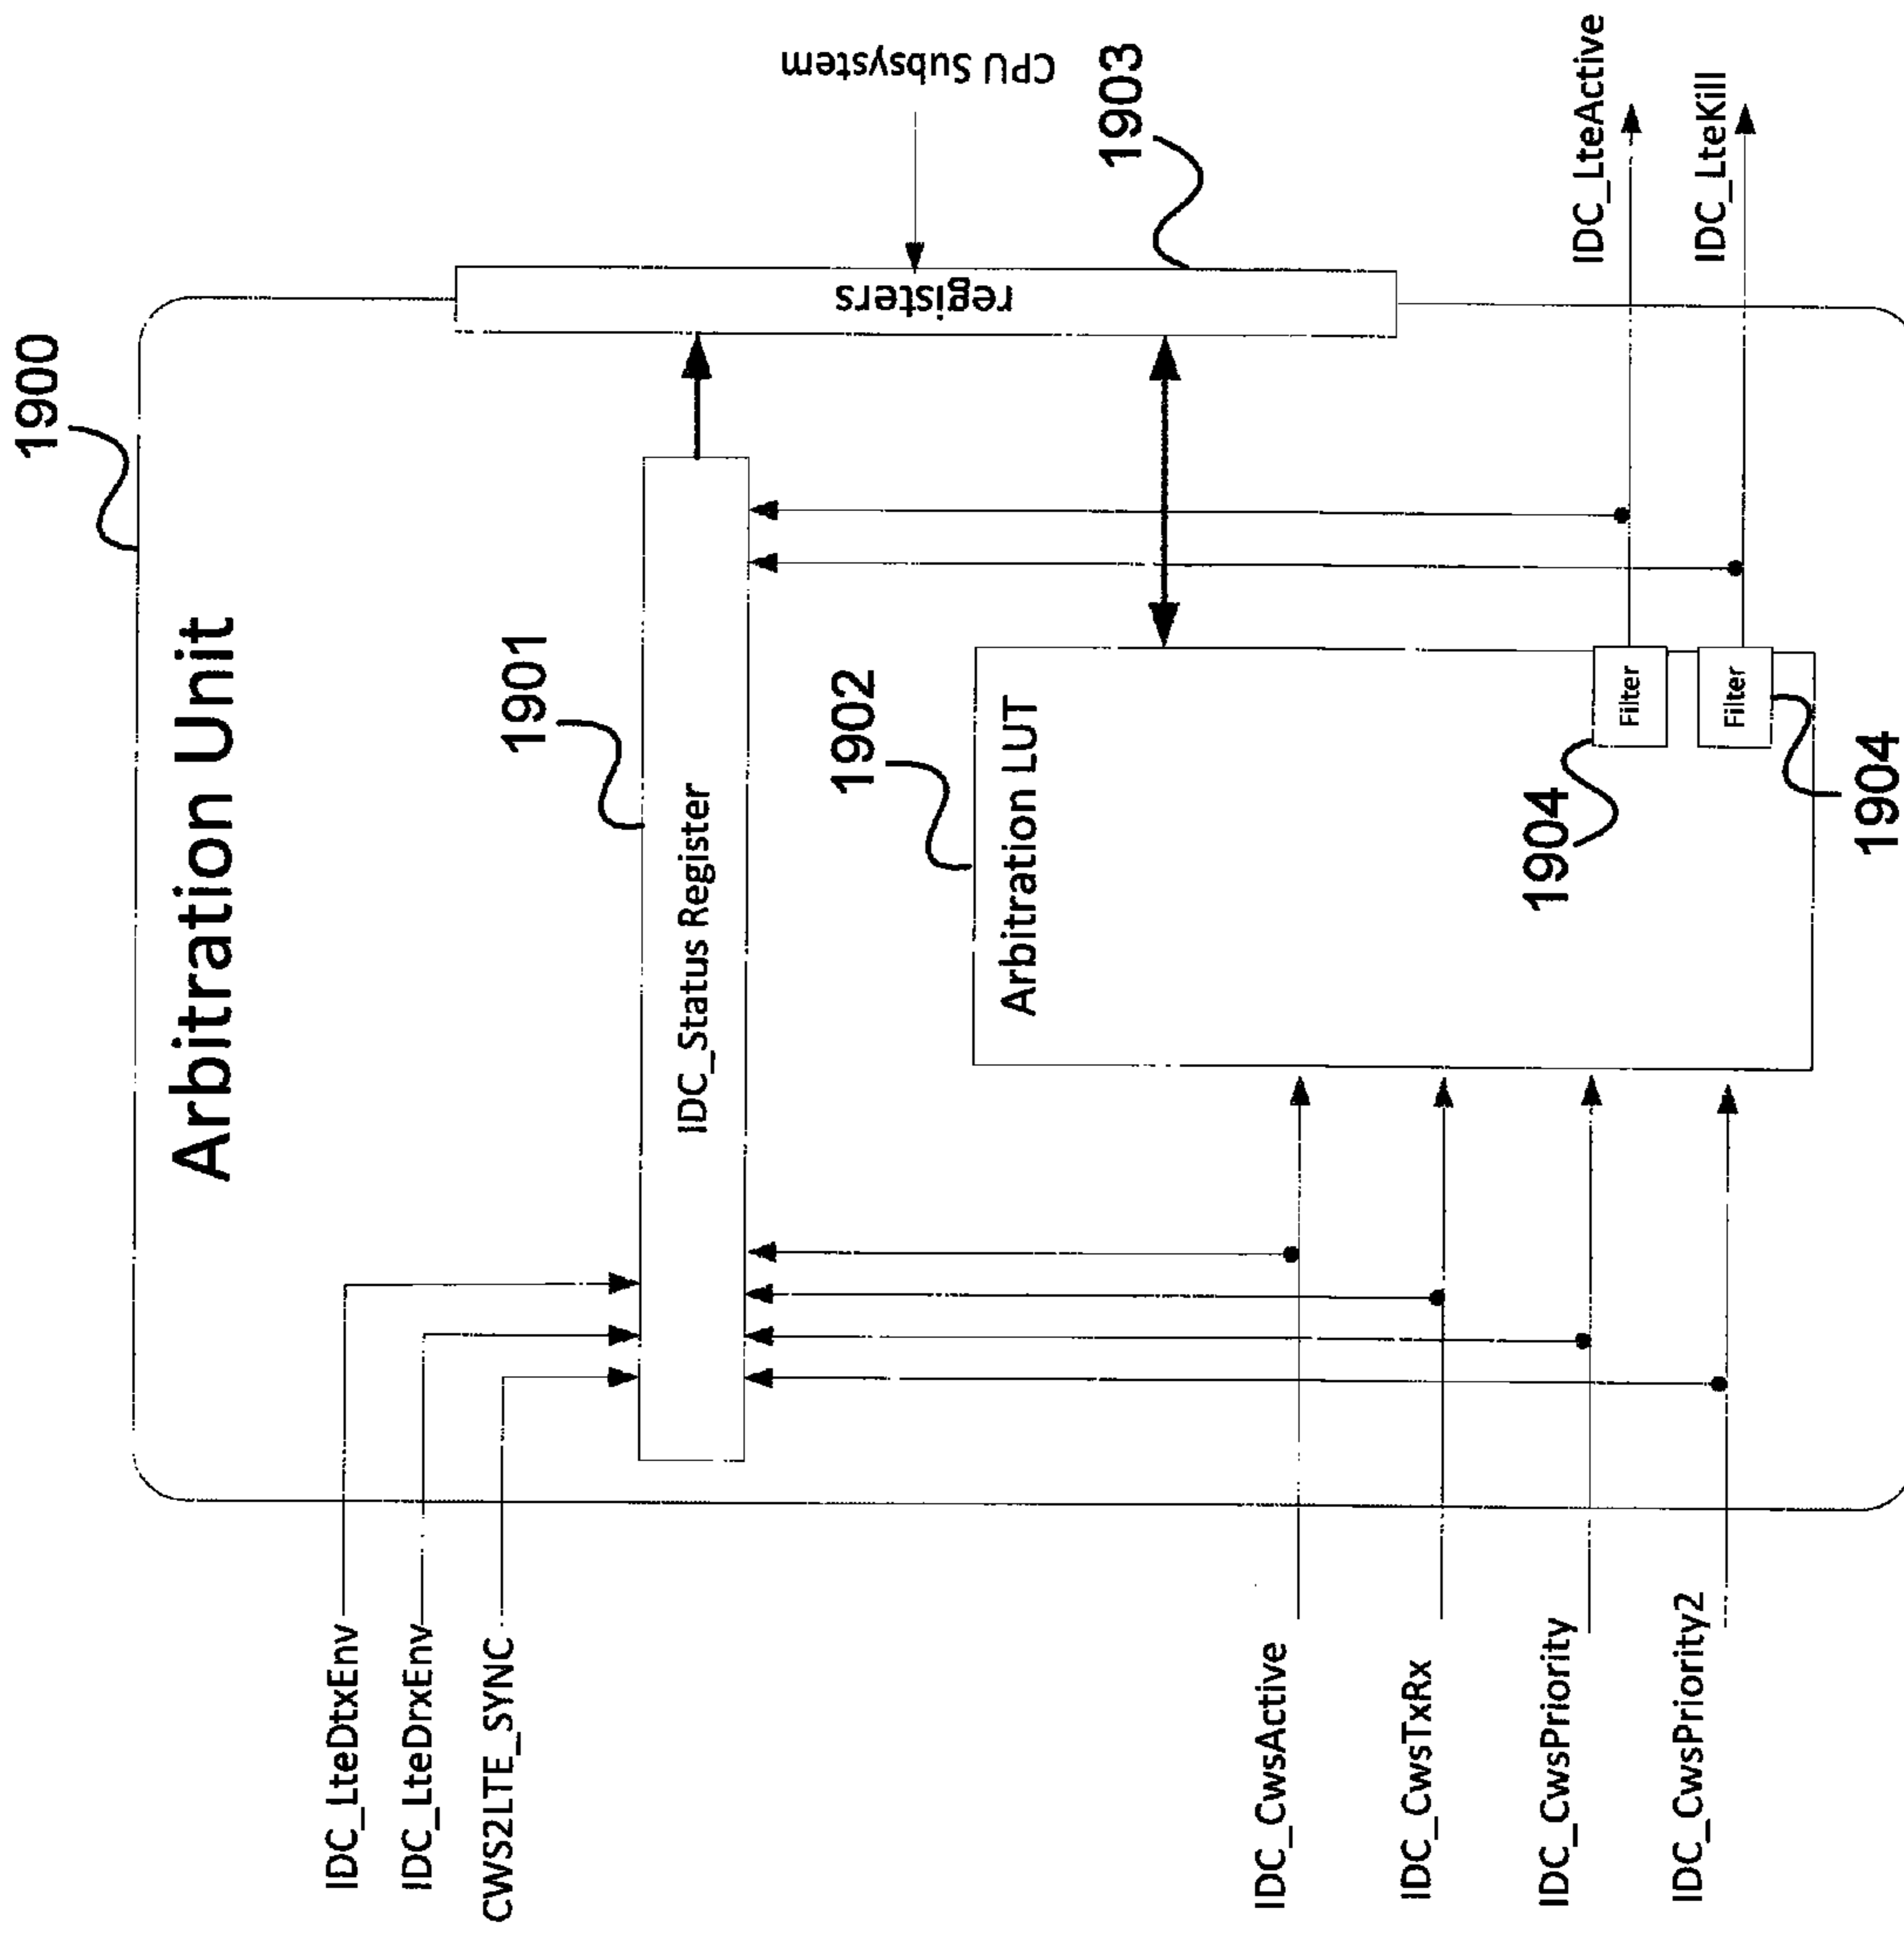 Arbitration Unit
1900
IDC_LteDtxEnv
IDC_LteDrxEnv
CWS2LTE_SYNC
1901
IDC_Status Register
registers
CPU Subsystem
1903
1902
Arbitration LUT
IDC_CwsActive
IDC_CwsTxRx
IDC_CwsPriority
IDC_CwsPriority2
1904
Filter
Filter
1904
IDC_LteActive
IDC_LteKill